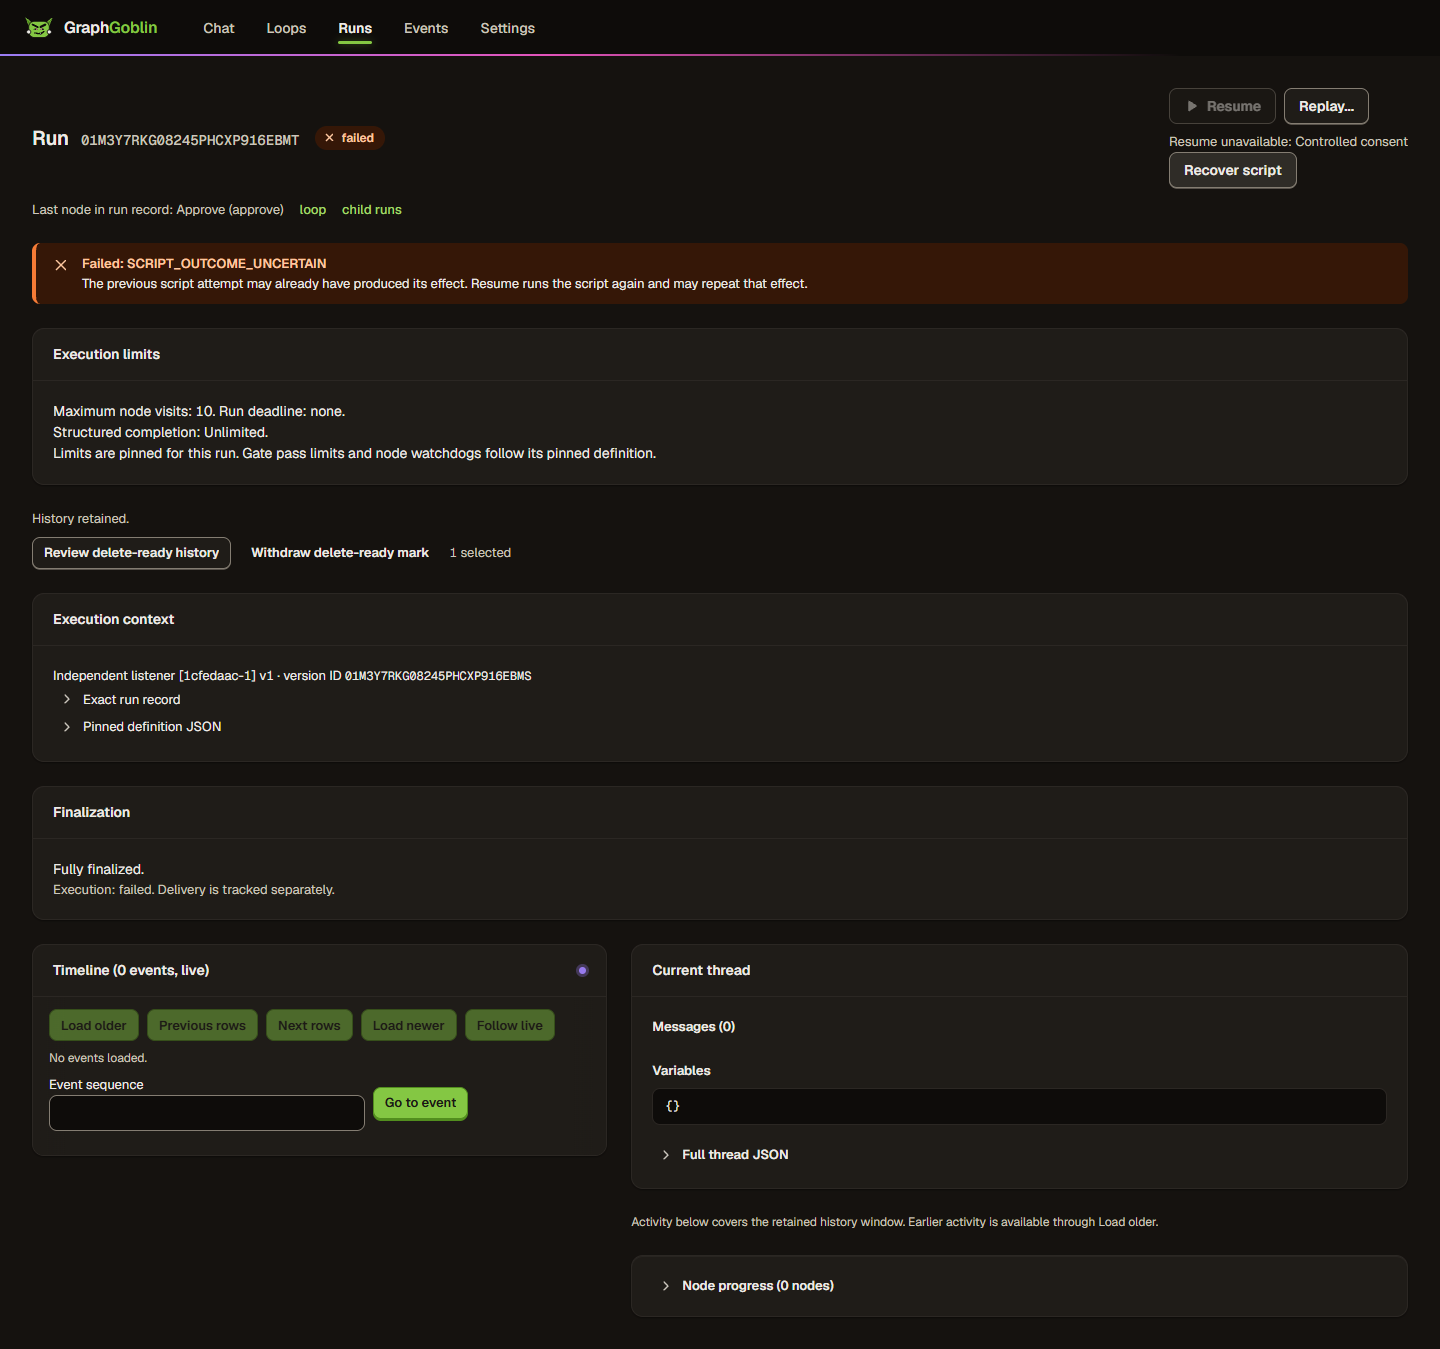 GraphGoblin
Chat
Loops
Runs
Events
Settings
Run 01M3Y7RKG08245PHCXP916EBMT
failed
Resume
Replay...
Resume unavailable: Controlled consent
Recover script
Last node in run record: Approve (approve)
loop
child runs
Failed: SCRIPT_OUTCOME_UNCERTAIN
The previous script attempt may already have produced its effect. Resume runs the script again and may repeat that effect.
Execution limits
Maximum node visits: 10. Run deadline: none.
Structured completion: Unlimited.
Limits are pinned for this run. Gate pass limits and node watchdogs follow its pinned definition.
History retained.
Review delete-ready history
Withdraw delete-ready mark
1 selected
Execution context
Independent listener [1cfedaac-1] v1 · version ID 01M3Y7RKG08245PHCXP916EBMS
Exact run record
Pinned definition JSON
Finalization
Fully finalized.
Execution: failed. Delivery is tracked separately.
Timeline (0 events, live)
Load older
Previous rows
Next rows
Load newer
Follow live
No events loaded.
Event sequence
Go to event
Current thread
Messages (0)
Variables
{}
Full thread JSON
Activity below covers the retained history window. Earlier activity is available through Load older.
Node progress (0 nodes)